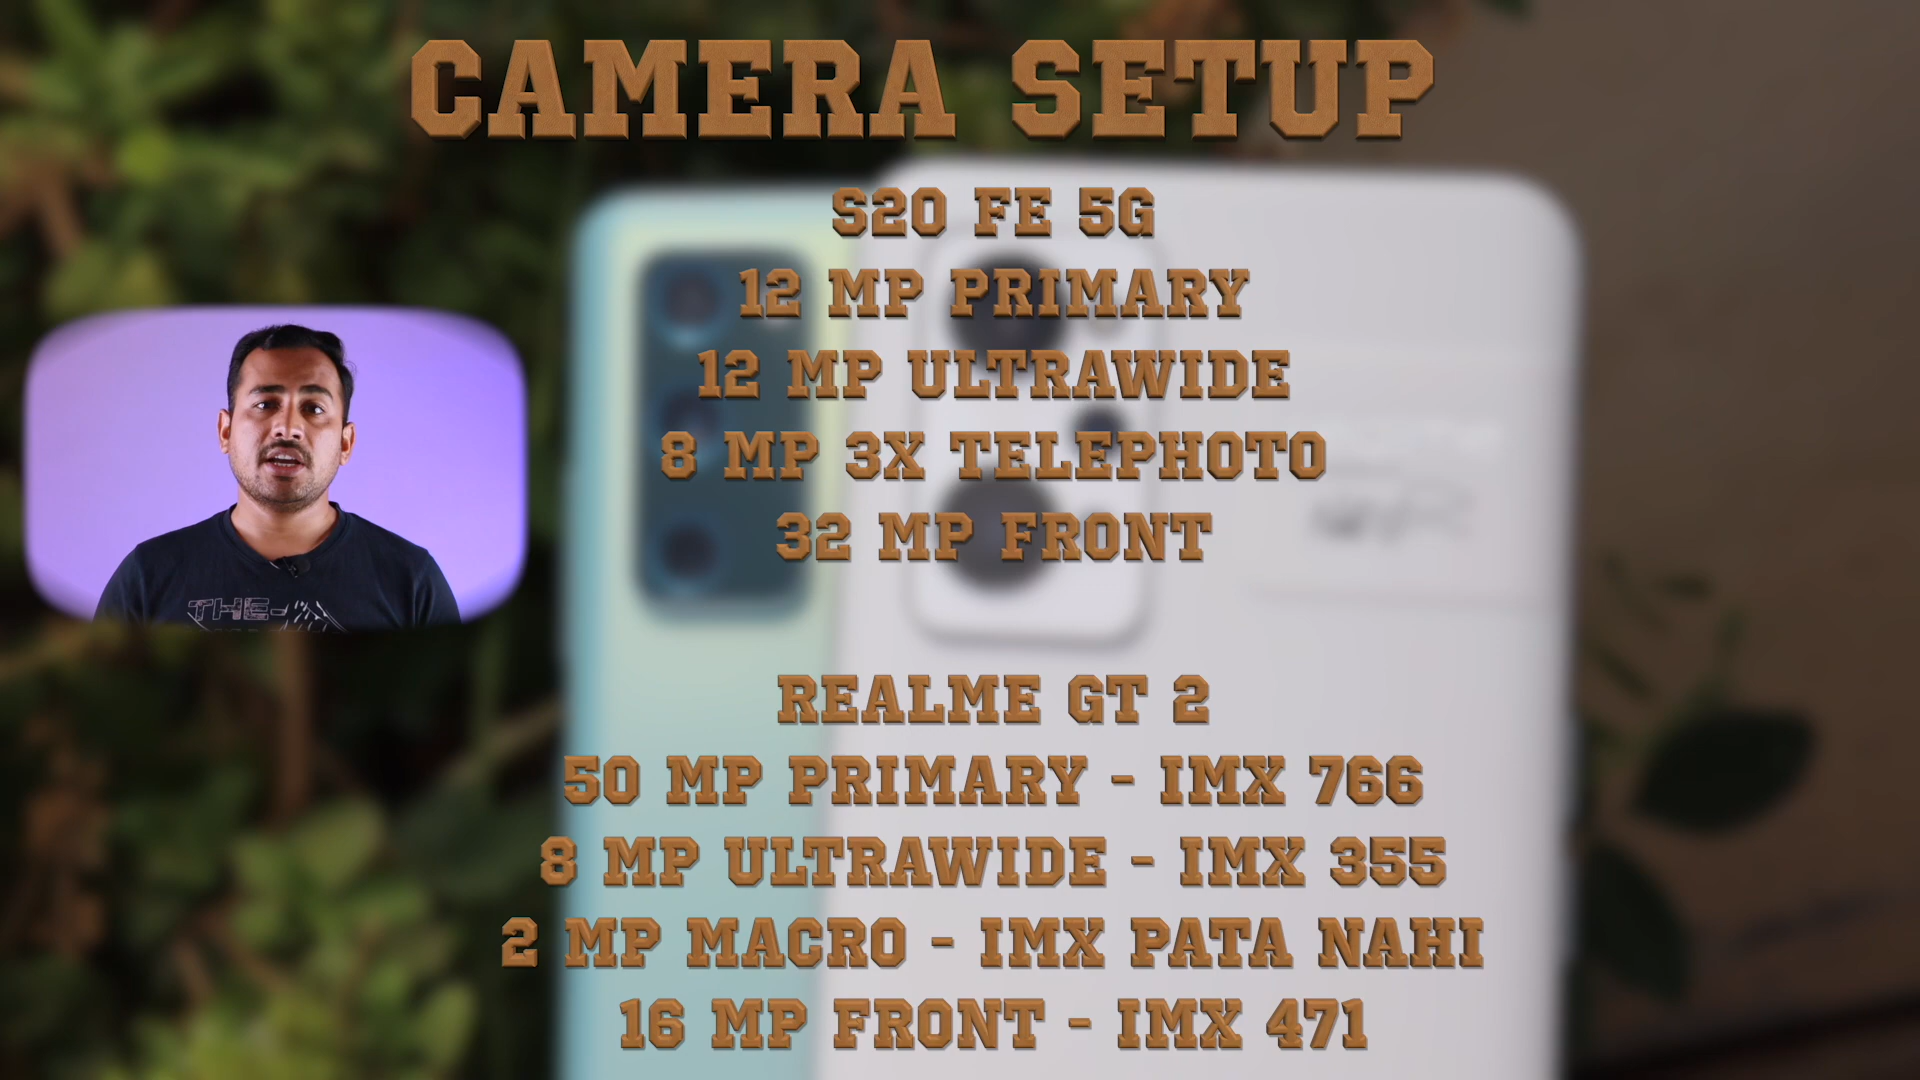 CAMERA SETUP
S20 FE 5G
12 MP PRIMARY
12 MP ULTRAWIDE
8 MP 3X TELEPHOTO
32 MP FRONT
REALME GT 2
50 MP PRIMARY - IMX 766
8 MP ULTRAWIDE - IMX 355
2 MP MACRO - IMX PATA NAHI
16 MP FRONT - IMX 471
THE-